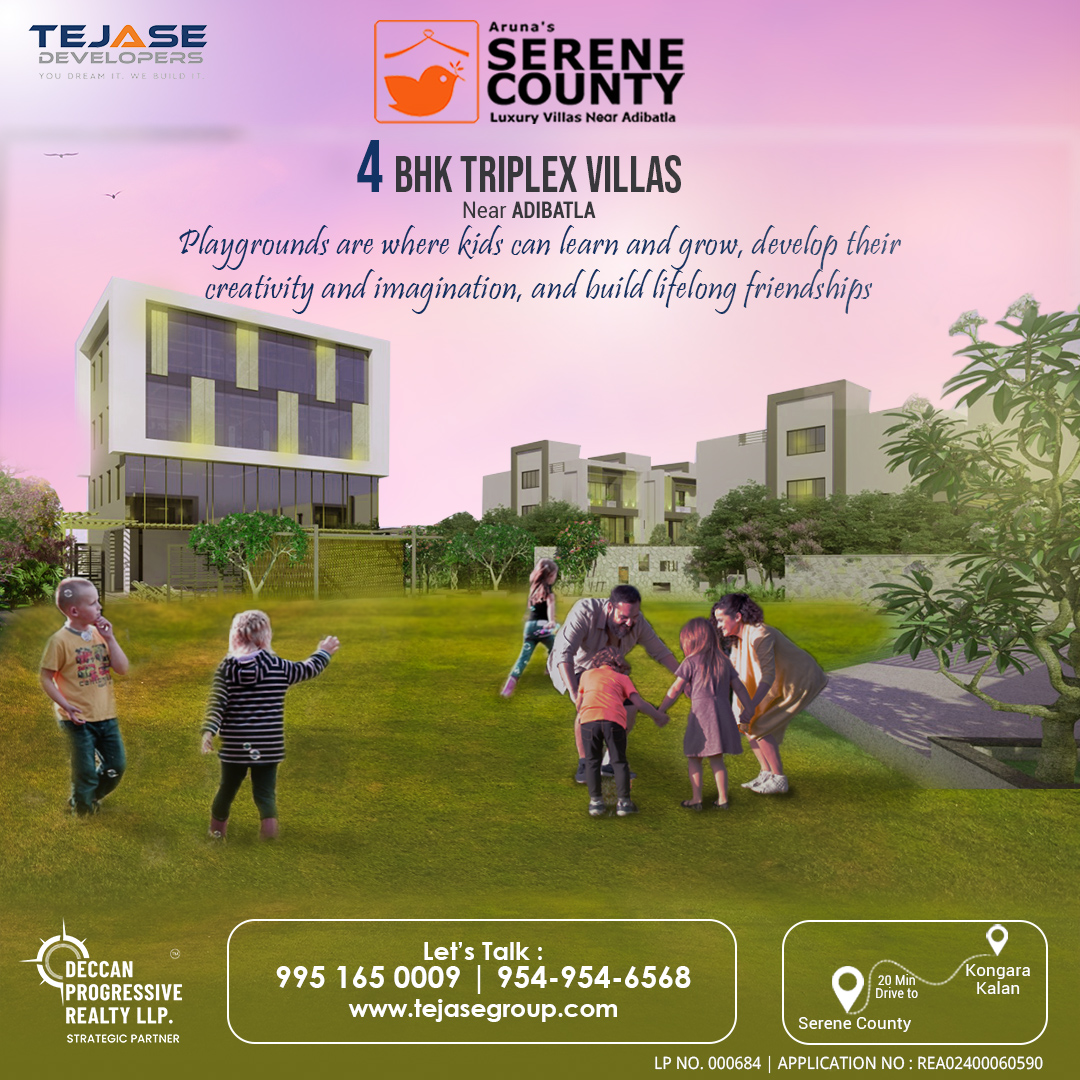 TEJASE
DEVELOPERS
YOU DREAM IT. WE BUILD IT.
Aruna's
SERENE
COUNTY
Luxury Villas Near Adibatla
4 BHK TRIPLEX VILLAS
Near ADIBATLA
Playgrounds are where kids can learn and grow, develop their
creativity and imagination, and build lifelong friendships
DECCAN
PROGRESSIVE
REALTY LLP.
STRATEGIC PARTNER
TM
Let's Talk :
995 165 0009 | 954-954-6568
www.tejasegroup.com
Kongara
Kalan
20 Min
Drive to
Serene County
LP NO. 000684 | APPLICATION NO : REA02400060590